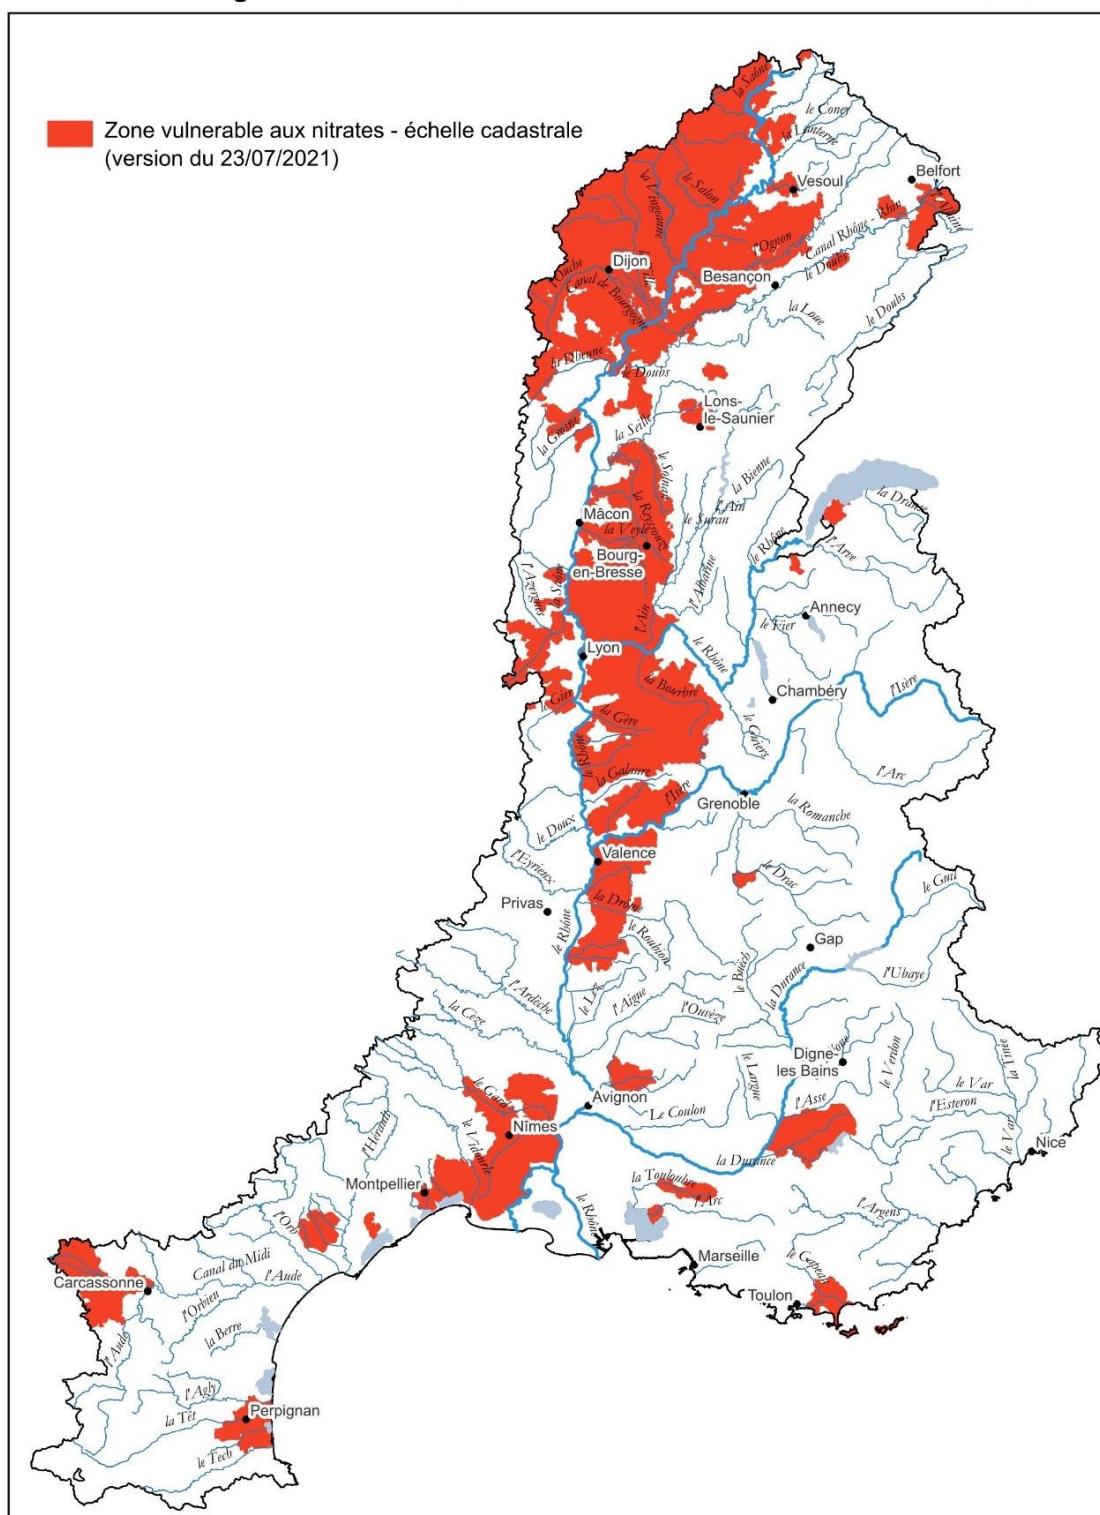 Zone vulnerable aux nitrates - échelle cadastrale
(version du 23/07/2021)
la Saône
le Coney
la Lanterne
Belfort
Vesoul
le Salon
la Vingeanne
l'Ognon
Canal Rhône - Rhin
le Doubs
Dijon
l'Ouche
Canal de Bourgogne
Besançon
la Loue
le Doubs
la Dheune
le Doubs
Lons-
le-Saunier
la Grosne
la Seille
le Solnan
la Bienne
l'Ain
la Reyssouze
le Suran
la Dranse
Mâcon
la Veyle
Bourg-
en-Bresse
le Rhône
l'Arve
l'Albarine
l'Azergues
la Saône
Annecy
l'Ain
le Fier
Lyon
le Rhône
Chambéry
l'Isère
la Bourbre
le Gier
la Gère
le Guiers
le Rhône
la Galaure
l'Arc
l'Isère
Grenoble
la Romanche
le Doux
Valence
l'Eyrieux
le Drac
le Guil
Privas
la Drôme
le Rhône
le Roubion
Gap
le Buëch
la Durance
l'Ubaye
l'Ardèche
le Lez
l'Aigue
l'Ouvèze
la Cèze
Digne-
les Bains
le Verdon
la Tinée
le Largue
le Var
le Gard
Avignon
Le Coulon
l'Asse
l'Esteron
l'Hérault
le Vidourle
Nîmes
le Var
Nice
la Durance
Montpellier
la Touloubre
l'Arc
le Rhône
l'Argens
l'Orb
Canal du Midi
l'Aude
Marseille
le Gapeau
Carcassonne
l'Orbieu
Toulon
la Berre
l'Aude
l'Agly
la Têt
Perpignan
le Tech